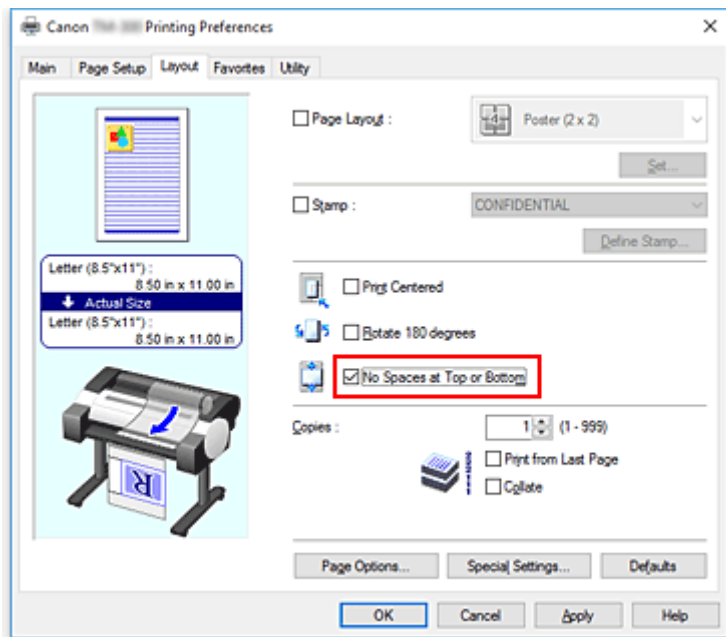 Canon Printing Preferences
Main Page Setup Layout Favorites Utility
Page Layout :
4
Poster (2 x 2)
Set...
Stamp :
CONFIDENTIAL
Define Stamp...
Letter (8.5"x11") :
8.50 in x 11.00 in
Actual Size
Letter (8.5"x11") :
8.50 in x 11.00 in
Print Centered
Rotate 180 degrees
No Spaces at Top or Bottom
Copies :
1 (1 - 999)
Print from Last Page
Collate
R
Page Options... Special Settings... Defaults
OK Cancel Apply Help